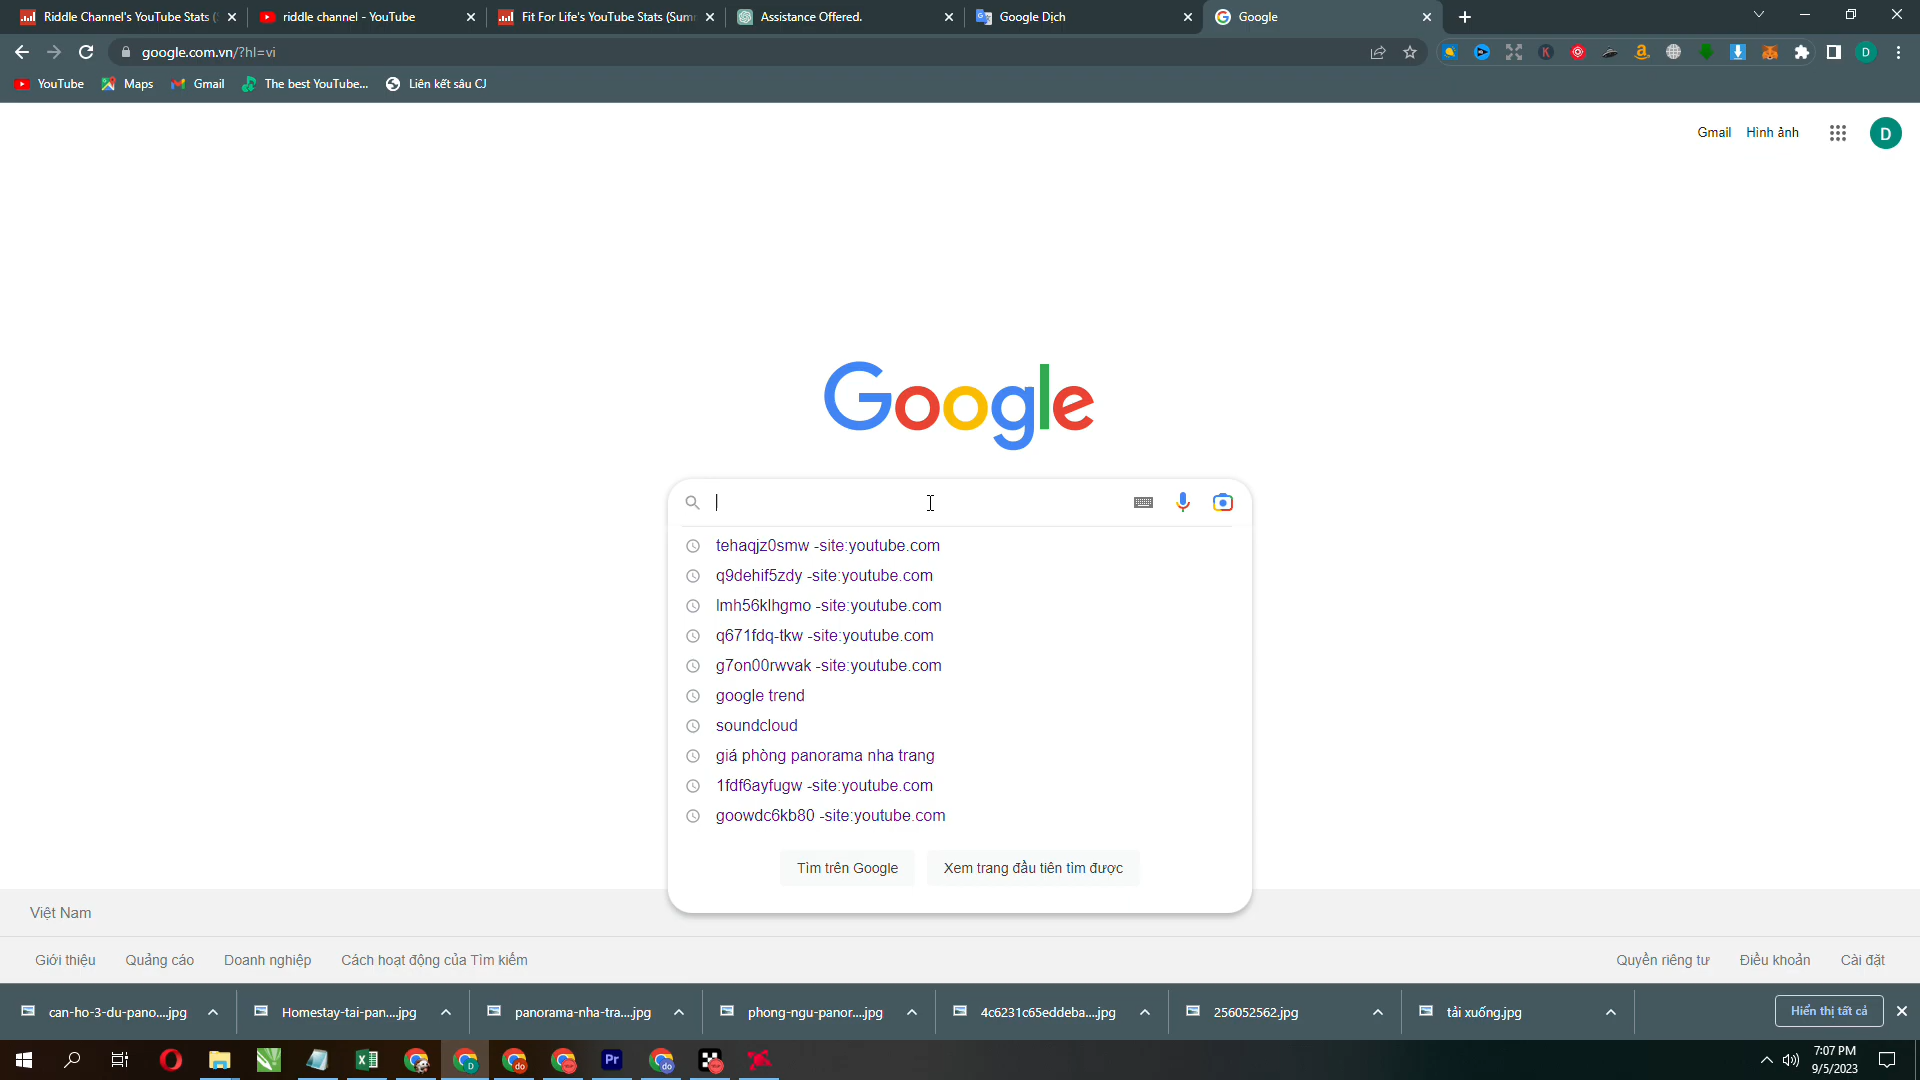 Riddle Channel's YouTube Stats (
riddle channel - YouTube
Fit For Life's YouTube Stats (Sum
Assistance Offered.
Google Dịch
Google
google.com.vn/?hl=vi
YouTube
Maps
Gmail
The best YouTube...
Liên kết sâu CJ
Gmail
Hình ảnh
D
Google
tehaqjz0smw -site:youtube.com
q9dehif5zdy -site:youtube.com
lmh56klhgmo -site:youtube.com
q671fdq-tkw -site:youtube.com
g7on00rwvak -site:youtube.com
google trend
soundcloud
giá phòng panorama nha trang
1fdf6ayfugw -site:youtube.com
goowdc6kb80 -site:youtube.com
Tìm trên Google
Xem trang đầu tiên tìm được
Việt Nam
Giới thiệu
Quảng cáo
Doanh nghiệp
Cách hoạt động của Tìm kiếm
Quyền riêng tư
Điều khoản
Cài đặt
can-ho-3-du-pano....jpg
Homestay-tai-pan....jpg
panorama-nha-tra....jpg
phong-ngu-panor....jpg
4c6231c65eddeba....jpg
256052562.jpg
tải xuống.jpg
Hiển thị tất cả
7:07 PM
9/5/2023